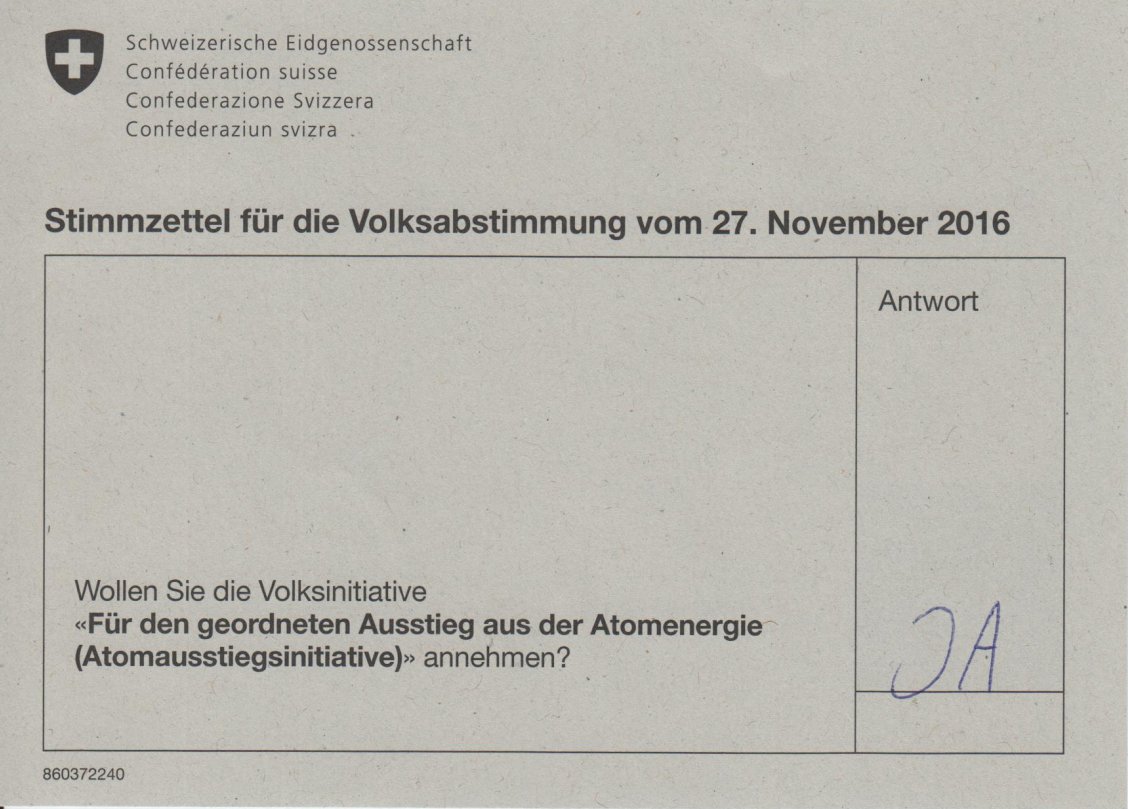 Schweizerische Eidgenossenschaft
Confédération suisse
Confederazione Svizzera
Confederaziun svizra
Stimmzettel für die Volksabstimmung vom 27. November 2016
Antwort
Wollen Sie die Volksinitiative
«Für den geordneten Ausstieg aus der Atomenergie
(Atomausstiegsinitiative)» annehmen?
JA
860372240